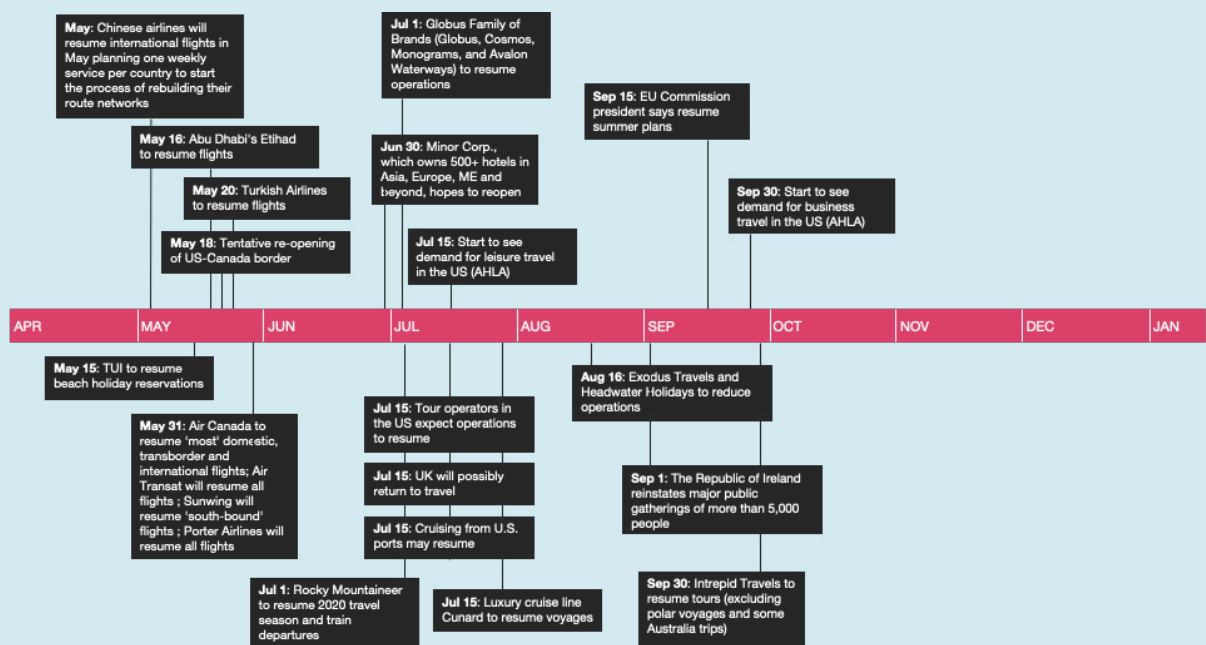 May: Chinese airlines will
resume international flights in
May planning one weekly
service per country to start
the process of rebuilding their
route networks
May 16: Abu Dhabi's Etihad
to resume flights
May 20: Turkish Airlines
to resume flights
May 18: Tentative re-opening
of US-Canada border
Jul 1: Globus Family of
Brands (Globus, Cosmos,
Monograms, and Avalon
Waterways) to resume
operations
Jun 30: Minor Corp.,
which owns 500+ hotels in
Asia, Europe, ME and
beyond, hopes to reopen
Jul 15: Start to see
demand for leisure travel
in the US (AHLA)
Sep 15: EU Commission
president says resume
summer plans
Sep 30: Start to see
demand for business
travel in the US (AHLA)
APR MAY JUN JUL AUG SEP OCT NOV DEC JAN
May 15: TUI to resume
beach holiday reservations
May 31: Air Canada to
resume 'most' domestic,
transborder and
international flights; Air
Transat will resume all
flights ; Sunwing will
resume 'south-bound'
flights ; Porter Airlines will
resume all flights
Jul 15: Tour operators in
the US expect operations
to resume
Jul 15: UK will possibly
return to travel
Jul 15: Cruising from U.S.
ports may resume
Jul 1: Rocky Mountaineer
to resume 2020 travel
season and train
departures
Jul 15: Luxury cruise line
Cunard to resume voyages
Aug 16: Exodus Travels and
Headwater Holidays to reduce
operations
Sep 1: The Republic of Ireland
reinstates major public
gatherings of more than 5,000
people
Sep 30: Intrepid Travels to
resume tours (excluding
polar voyages and some
Australia trips)